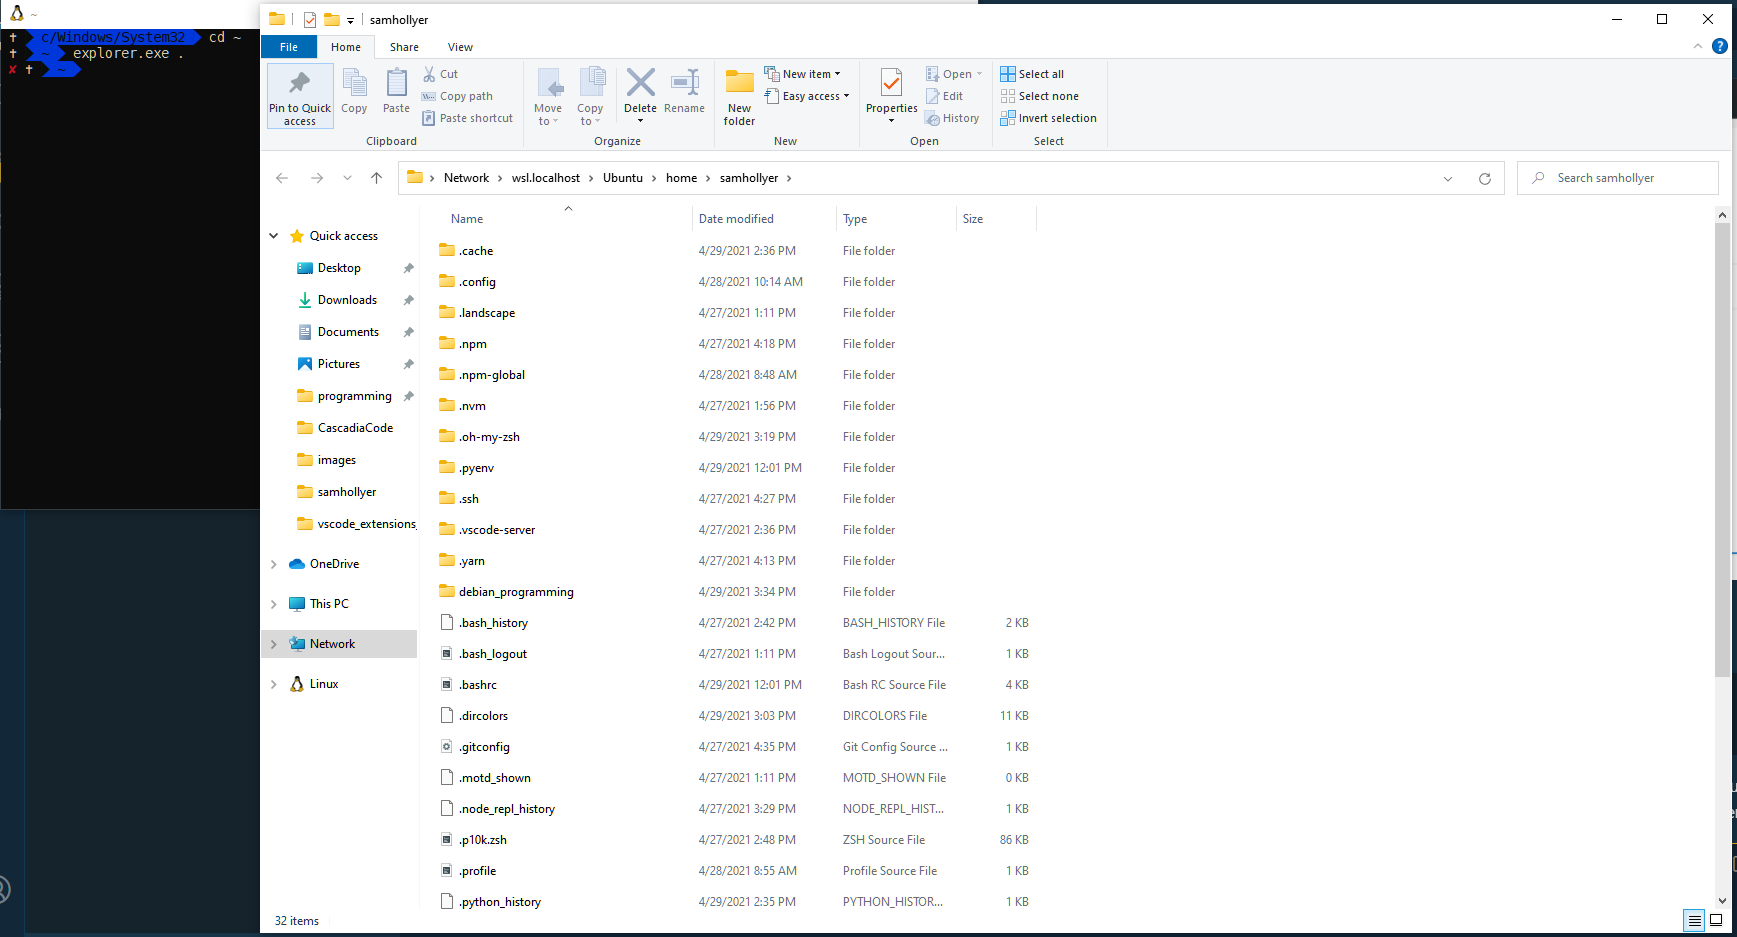 ~
c/Windows/System32 cd ~
~ explorer.exe .
~
samhollyer
File Home Share View
Pin to Quick access
Copy
Paste
Cut
Copy path
Paste shortcut
Clipboard
Move to
Copy to
Delete
Rename
Organize
New folder
New item
Easy access
New
Properties
Open
Edit
History
Open
Select all
Select none
Invert selection
Select
Network > wsl.localhost > Ubuntu > home > samhollyer >
Search samhollyer
Quick access
Desktop
Downloads
Documents
Pictures
programming
CascadiaCode
images
samhollyer
vscode_extensions
OneDrive
This PC
Network
Linux
Name Date modified Type Size
.cache 4/29/2021 2:36 PM File folder
.config 4/28/2021 10:14 AM File folder
.landscape 4/27/2021 1:11 PM File folder
.npm 4/27/2021 4:18 PM File folder
.npm-global 4/28/2021 8:48 AM File folder
.nvm 4/27/2021 1:56 PM File folder
.oh-my-zsh 4/29/2021 3:19 PM File folder
.pyenv 4/29/2021 12:01 PM File folder
.ssh 4/27/2021 4:27 PM File folder
.vscode-server 4/27/2021 2:36 PM File folder
.yarn 4/27/2021 4:13 PM File folder
debian_programming 4/29/2021 3:34 PM File folder
.bash_history 4/27/2021 2:42 PM BASH_HISTORY File 2 KB
.bash_logout 4/27/2021 1:11 PM Bash Logout Sour... 1 KB
.bashrc 4/29/2021 12:01 PM Bash RC Source File 4 KB
.dircolors 4/29/2021 3:03 PM DIRCOLORS File 11 KB
.gitconfig 4/27/2021 4:35 PM Git Config Source ... 1 KB
.motd_shown 4/27/2021 1:11 PM MOTD_SHOWN File 0 KB
.node_repl_history 4/27/2021 3:29 PM NODE_REPL_HIST... 1 KB
.p10k.zsh 4/27/2021 2:48 PM ZSH Source File 86 KB
.profile 4/28/2021 8:55 AM Profile Source File 1 KB
.python_history 4/29/2021 2:35 PM PYTHON_HISTOR... 1 KB
32 items